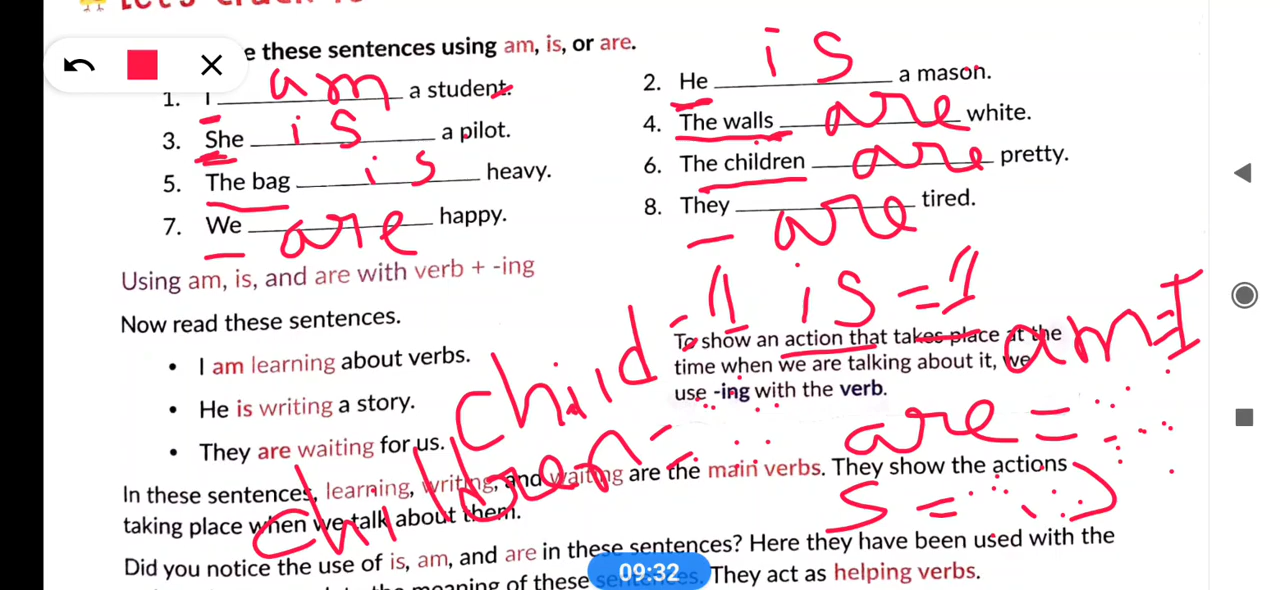 e these sentences using am, is, or are.
1. I am a student.
2. He is a mason.
3. She is a pilot.
4. The walls are white.
5. The bag is heavy.
6. The children are pretty.
7. We are happy.
8. They are tired.
Using am, is, and are with verb + -ing
Now read these sentences.
• I am learning about verbs.
• He is writing a story.
• They are waiting for us.
child = 1
is = 1
am = I
To show an action that takes place at the
time when we are talking about it, we
use -ing with the verb.
are =
children =
s =
In these sentences, learning, writing, and waiting are the main verbs. They show the actions
taking place when we talk about them.
Did you notice the use of is, am, and are in these sentences? Here they have been used with the
meaning of these sentences. They act as helping verbs.
09:32